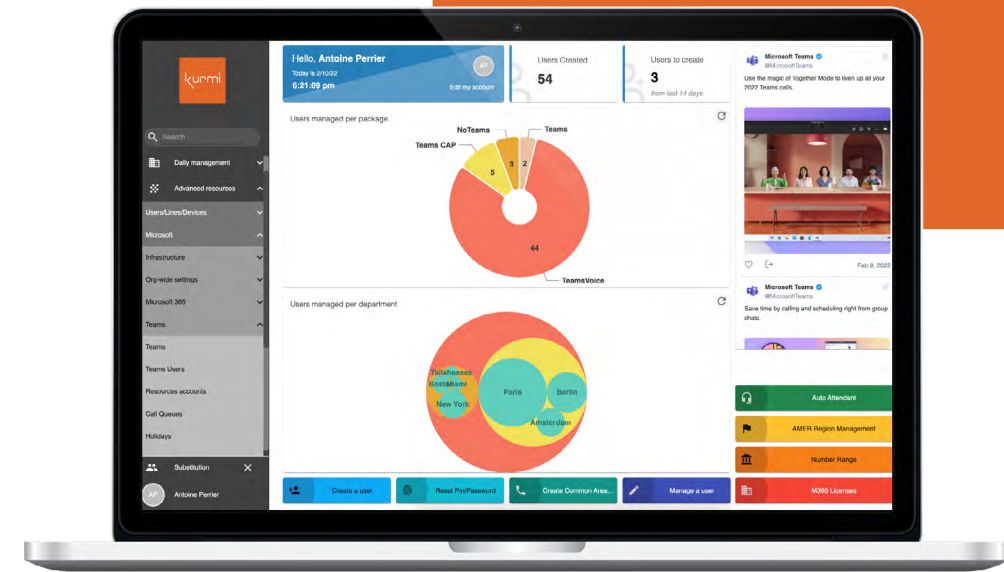 kurmi
Search
Daily management
Advanced resources
Users/Lines/Devices
Microsoft
Infrastructure
Org-wide settings
Microsoft 365
Teams
Teams
Teams Users
Resources accounts
Call Queues
Holidays
Substitution
AP
Antoine Perrier
Hello, Antoine Perrier
Today is 2/10/22
6:21:09 pm
AP
Edit my account
Users Created
54
Users to create
3
from last 14 days
Users managed per package
NoTeams
Teams
Teams CAP
3
2
5
44
TeamsVoice
Users managed per department
Tallahassee
Boston
Miami
New York
Paris
Berlin
Amsterdam
Create a user
Reset Pin/Password
Create Common Area...
Manage a user
Microsoft Teams
@MicrosoftTeams
Use the magic of Together Mode to liven up all your
2022 Teams calls.
Feb 9, 2022
Microsoft Teams
@MicrosoftTeams
Save time by calling and scheduling right from group
chats.
Auto Attendant
AMER Region Management
Number Range
M365 Licenses